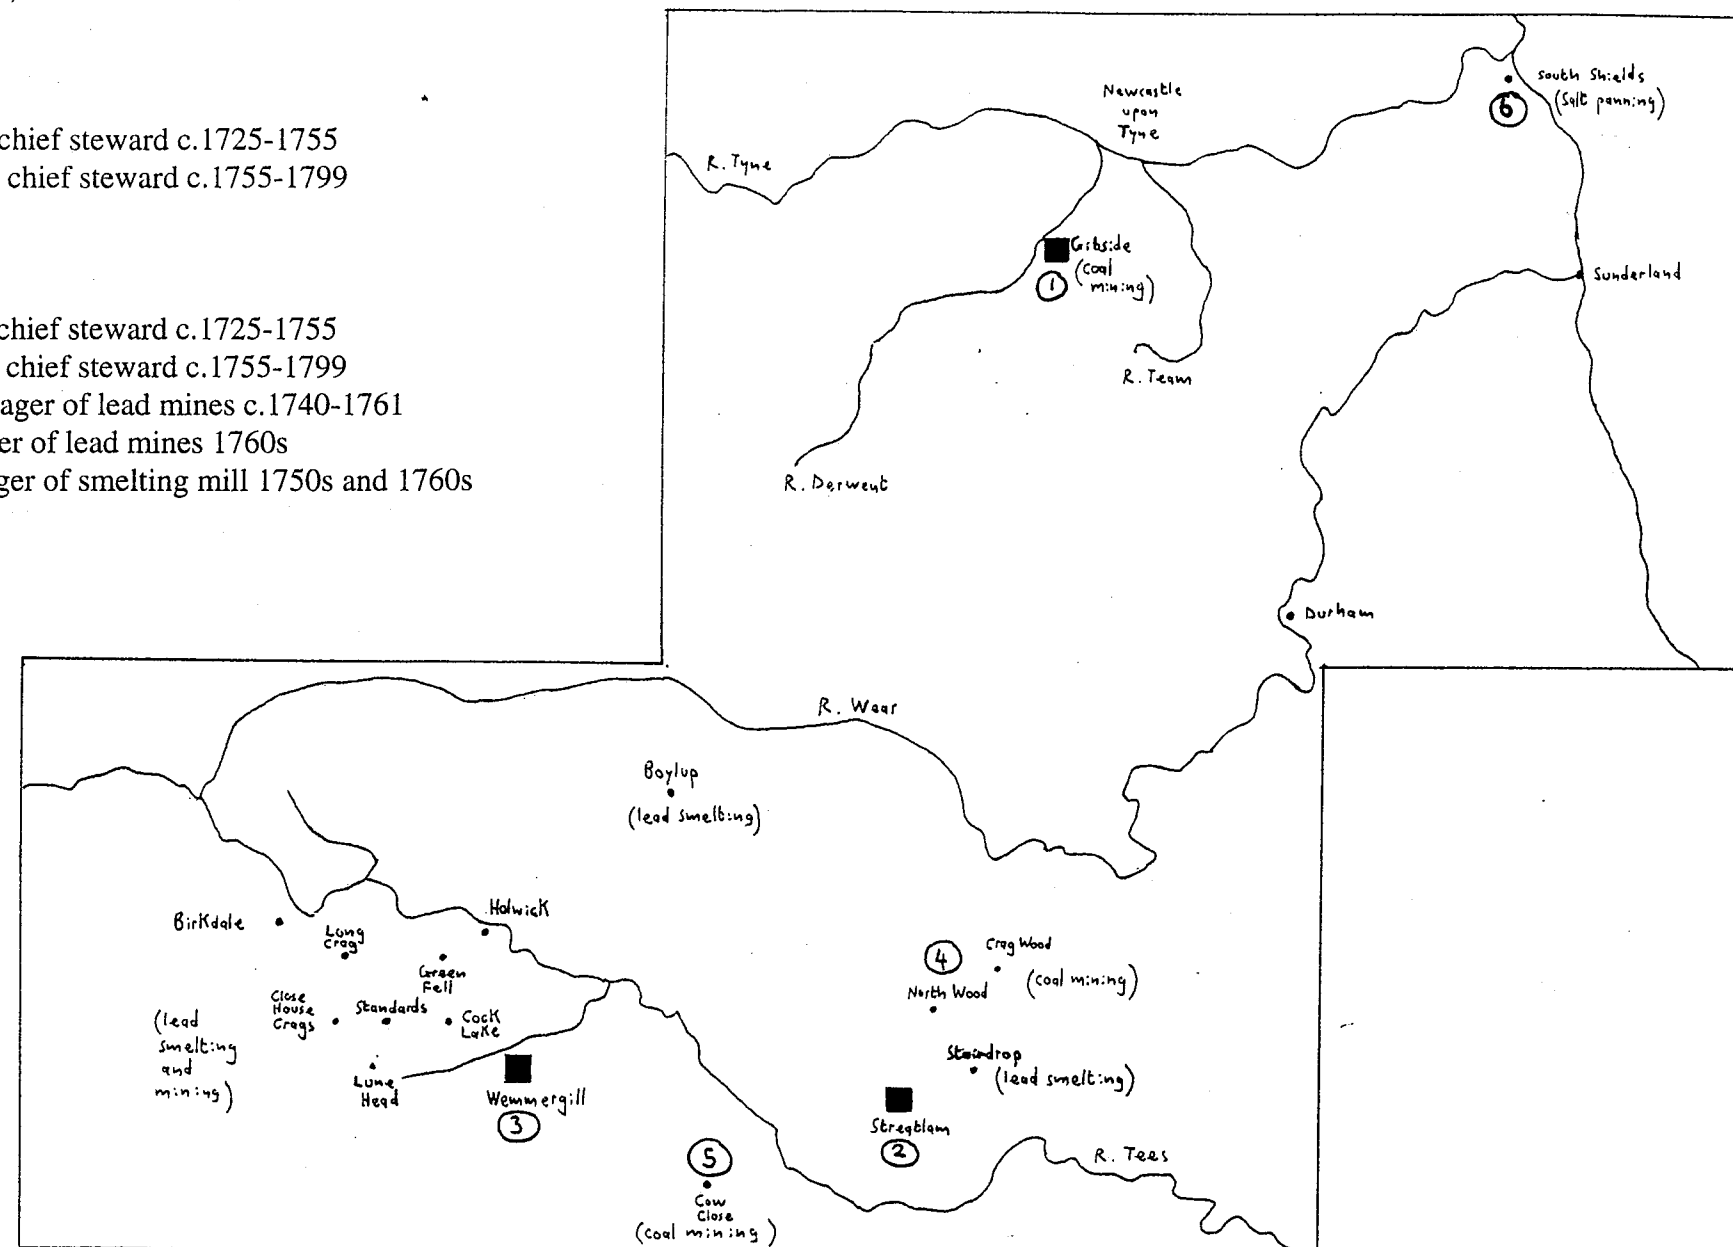 chief steward c.1725-1755
chief steward c.1755-1799
chief steward c.1725-1755
chief steward c.1755-1799
ager of lead mines c.1740-1761
er of lead mines 1760s
ger of smelting mill 1750s and 1760s
Newcastle
upon
Tyne
South Shields
(Salt panning)
6
R. Tyne
Gibside
(coal
mining)
1
Sunderland
R. Team
R. Derwent
Durham
R. Wear
Boylup
(lead smelting)
Birkdale
Long
Crag
Holwick
Green
Fell
Close
House
Crags
Standards
Cock
Lake
(lead
smelting
and
mining)
Lune
Head
Wemmergill
3
4
Crag Wood
(coal mining)
North Wood
Staindrop
(lead smelting)
Streatlam
2
R. Tees
5
Cow
Close
(coal mining)